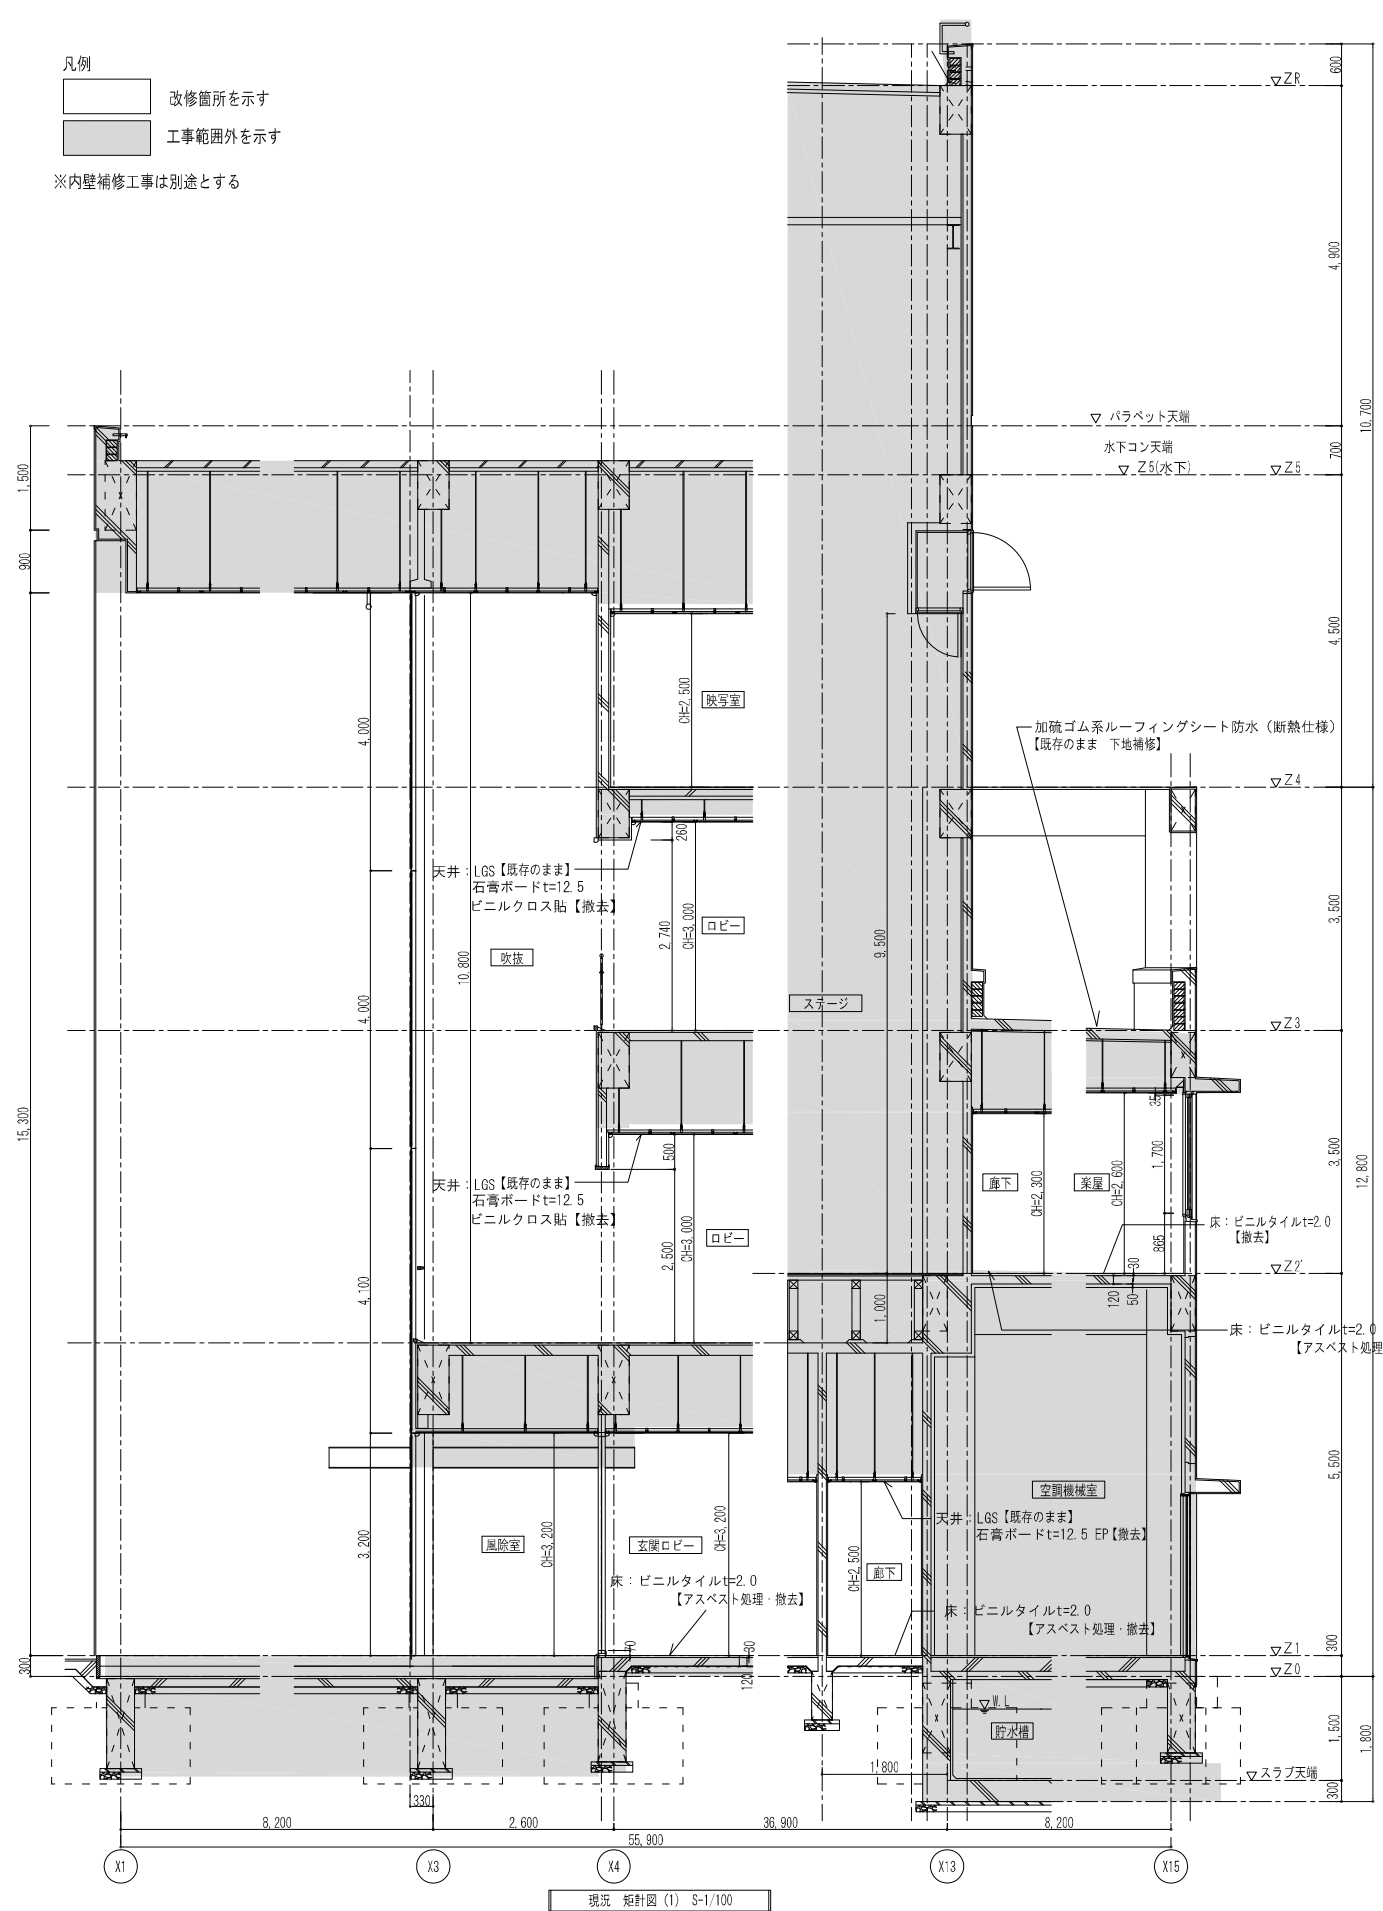 凡例
改修箇所を示す
工事範囲外を示す
※内壁補修工事は別途とする
600
▽ZR
4,900
10,700
▽ パラペット天端
水下コン天端
▽ Z5(水下)
▽Z5
700
1,500
900
4,500
4,000
CH=2,500
映写室
加硫ゴム系ルーフィングシート防水（断熱仕様）
【既存のまま　下地補修】
▽Z4
260
天井：LGS【既存のまま】
石膏ボードt=12.5
ビニルクロス貼【撤去】
2,740
CH=3,000
ロビー
3,500
9,500
10,800
吹抜
4,000
ステージ
▽Z3
35
15,300
500
1,700
3,500
12,800
天井：LGS【既存のまま】
石膏ボードt=12.5
ビニルクロス貼【撤去】
廊下
CH=2,300
楽屋
CH=2,600
床：ビニルタイルt=2.0
【撤去】
2,500
CH=3,000
ロビー
865
▽Z2'
30
120
50
4,100
1,000
床：ビニルタイルt=2.0
【アスベスト処理
5,500
空調機械室
天井：LGS【既存のまま】
石膏ボードt=12.5 EP【撤去】
3,200
風除室
CH=3,200
玄関ロビー
CH=3,200
CH=2,500
廊下
床：ビニルタイルt=2.0
【アスベスト処理・撤去】
床：ビニルタイルt=2.0
【アスベスト処理・撤去】
300
70
30
120
▽Z1
300
▽Z0
▽W.L
貯水槽
1,500
1,800
1,800
▽スラブ天端
300
330
8,200
2,600
36,900
8,200
55,900
X1
X3
X4
X13
X15
現況　矩計図（1）　S-1/100